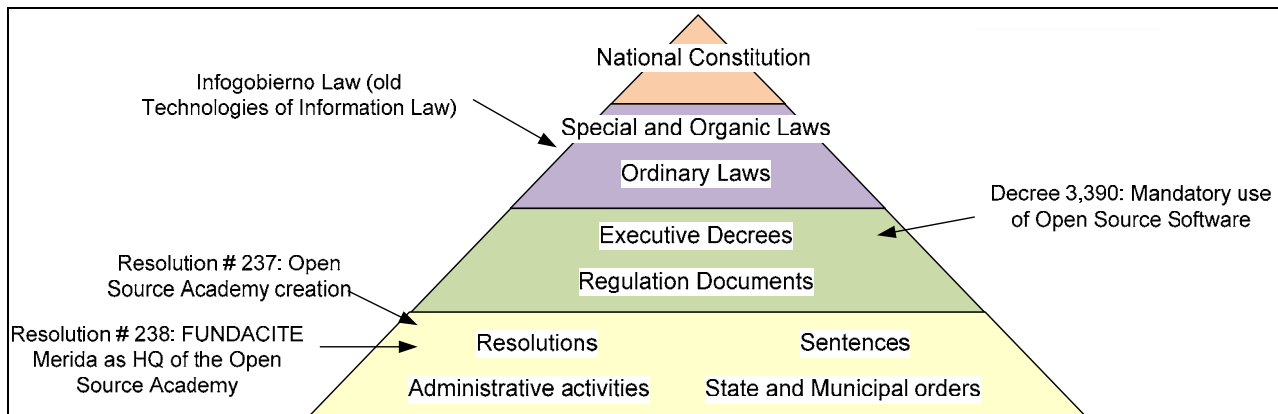 National Constitution
Infogobierno Law (old
Technologies of Information Law)
Special and Organic Laws
Ordinary Laws
Decree 3,390: Mandatory use
of Open Source Software
Executive Decrees
Regulation Documents
Resolution # 237: Open
Source Academy creation
Resolution # 238: FUNDACITE
Merida as HQ of the Open
Source Academy
Resolutions
Sentences
Administrative activities
State and Municipal orders